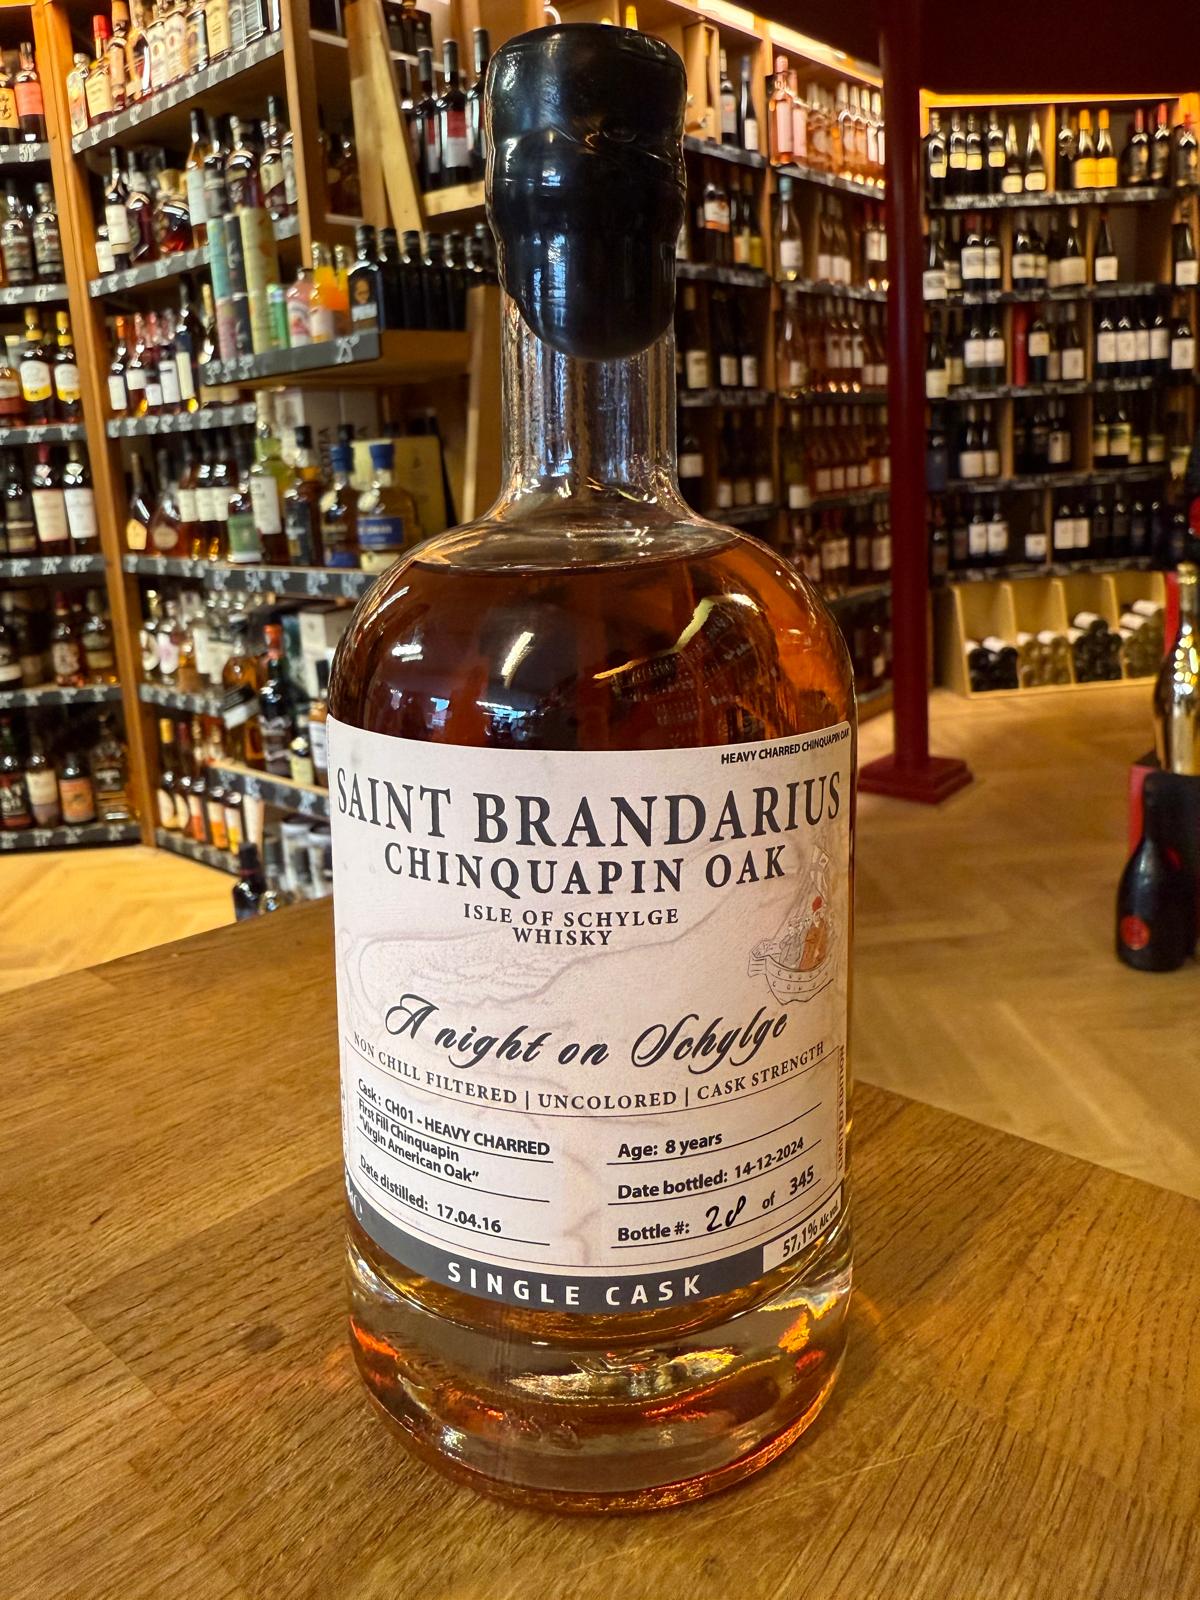 HEAVY CHARRED CHINQUAPIN OAK
SAINT BRANDARIUS
CHINQUAPIN OAK
ISLE OF SCHYLGE
WHISKY
A night on Schylge
NON CHILL FILTERED | UNCOLORED | CASK STRENGTH
Cask: CH01 - HEAVY CHARRED
First Fill Chinquapin
"Virgin American Oak"
Date distilled: 17.04.16
Age: 8 years
Date bottled: 14-12-2024
Bottle #: 28 of 345
LIMITED EDITION
57,1% Alc vol.
SINGLE CASK